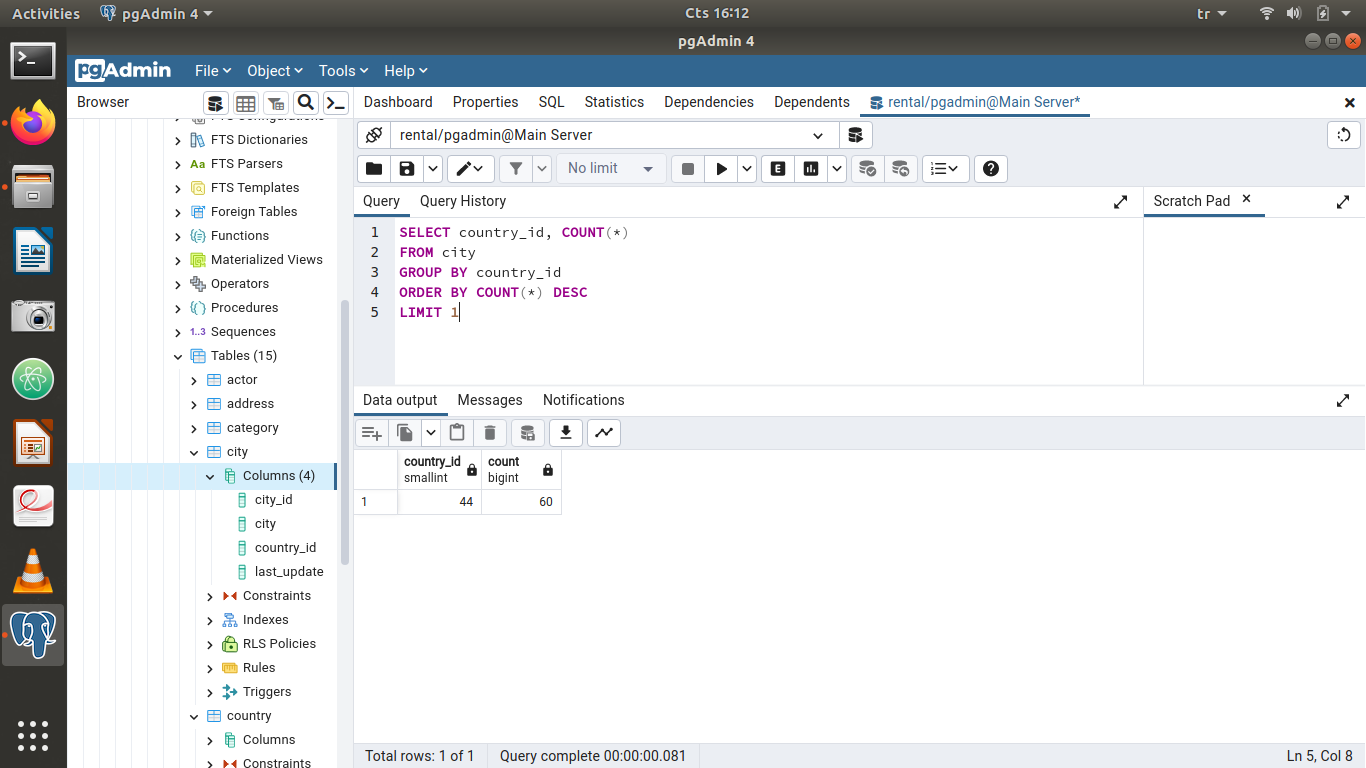 Activities
pgAdmin 4
Cts 16:12
tr
pgAdmin 4
pgAdmin
File
Object
Tools
Help
Browser
Dashboard
Properties
SQL
Statistics
Dependencies
Dependents
rental/pgadmin@Main Server*
FTS Configurations
FTS Dictionaries
Aa FTS Parsers
FTS Templates
Foreign Tables
Functions
Materialized Views
Operators
Procedures
1..3 Sequences
Tables (15)
actor
address
category
city
Columns (4)
city_id
city
country_id
last_update
Constraints
Indexes
RLS Policies
Rules
Triggers
country
Columns
Constraints
rental/pgadmin@Main Server
No limit
E
Query
Query History
Scratch Pad
1 SELECT country_id, COUNT(*)
2 FROM city
3 GROUP BY country_id
4 ORDER BY COUNT(*) DESC
5 LIMIT 1
Data output
Messages
Notifications
country_id count
smallint bigint
1 44 60
Total rows: 1 of 1
Query complete 00:00:00.081
Ln 5, Col 8